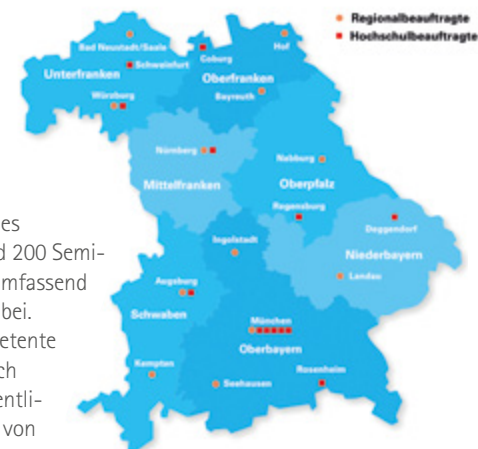 Regionalbeauftragte
Hochschulbeauftragte
Bad Neustadt/Saale
Hof
Coburg
Schweinfurt
Unterfranken
Oberfranken
Bayreuth
Würzburg
Nürnberg
Nabburg
Mittelfranken
Oberpfalz
Regensburg
Deggendorf
Ingolstadt
Niederbayern
Landau
Augsburg
Schwaben
München
Oberbayern
Kempten
Seehausen
Rosenheim
es
d 200 Semi-
mfassend
bei.
etente
ch
entli-
von